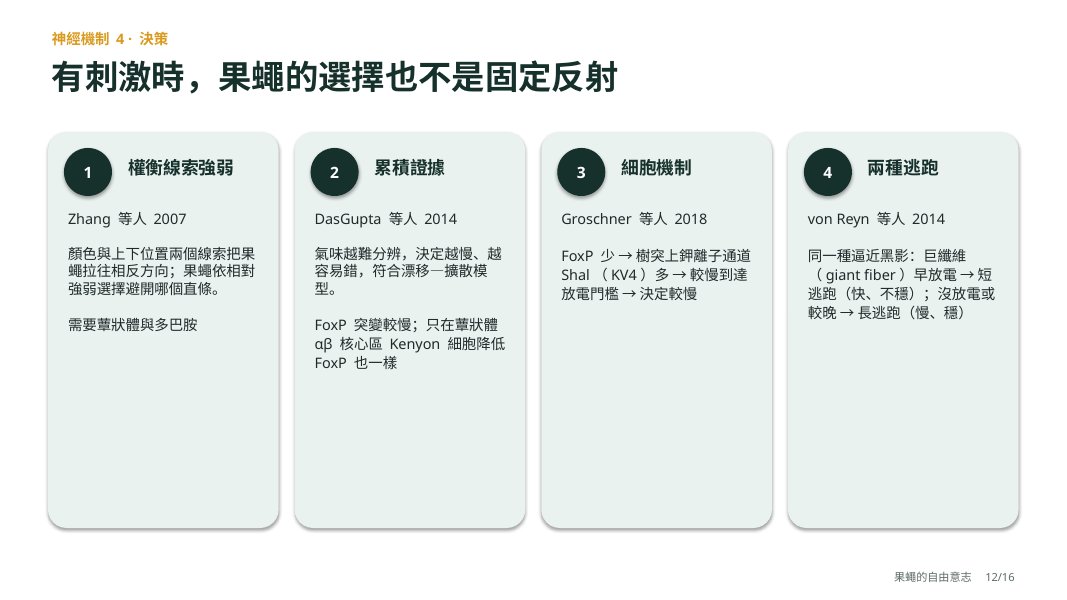 神經機制 4 · 決策
有刺激時，果蠅的選擇也不是固定反射
1
權衡線索強弱
Zhang 等人 2007
顏色與上下位置兩個線索把果
蠅拉往相反方向；果蠅依相對
強弱選擇避開哪個直條。
需要蕈狀體與多巴胺
2
累積證據
DasGupta 等人 2014
氣味越難分辨，決定越慢、越
容易錯，符合漂移—擴散模
型。
FoxP 突變較慢；只在蕈狀體
αβ 核心區 Kenyon 細胞降低
FoxP 也一樣
3
細胞機制
Groschner 等人 2018
FoxP 少 → 樹突上鉀離子通道
Shal （ KV4 ）多 → 較慢到達
放電門檻 → 決定較慢
4
兩種逃跑
von Reyn 等人 2014
同一種逼近黑影：巨纖維
（ giant fiber ）早放電 → 短
逃跑（快、不穩）；沒放電或
較晚 → 長逃跑（慢、穩）
果蠅的自由意志 12/16